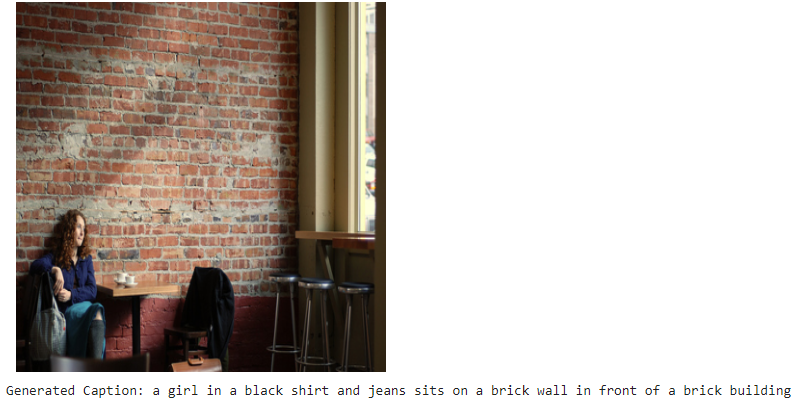 Generated Caption: a girl in a black shirt and jeans sits on a brick wall in front of a brick building